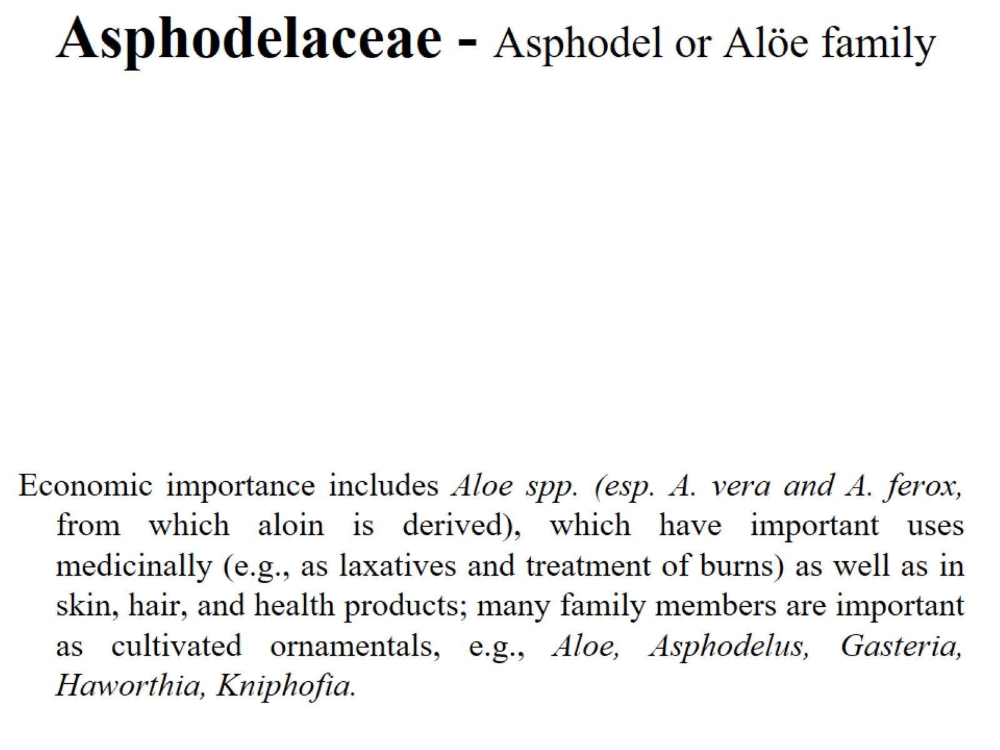 Asphodelaceae - Asphodel or Alöe family
Economic importance includes Aloe spp. (esp. A. vera and A. ferox,
from which aloin is derived), which have important uses
medicinally (e.g., as laxatives and treatment of burns) as well as in
skin, hair, and health products; many family members are important
as cultivated ornamentals, e.g., Aloe, Asphodelus, Gasteria,
Haworthia, Kniphofia.